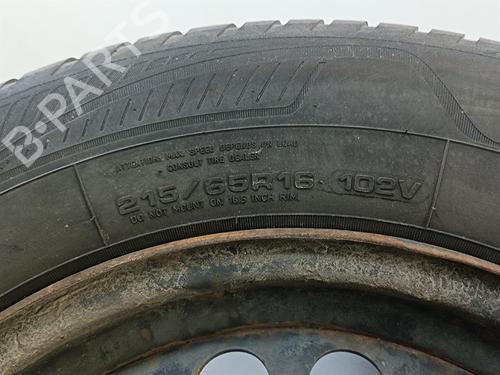 B-PARTS
ATTENTION: MAX SPEED DEPENDS ON LOAD
- CONSULT TIRE DEALER
215/65R16 102V
DO NOT MOUNT ON 16.5 INCH RIM.